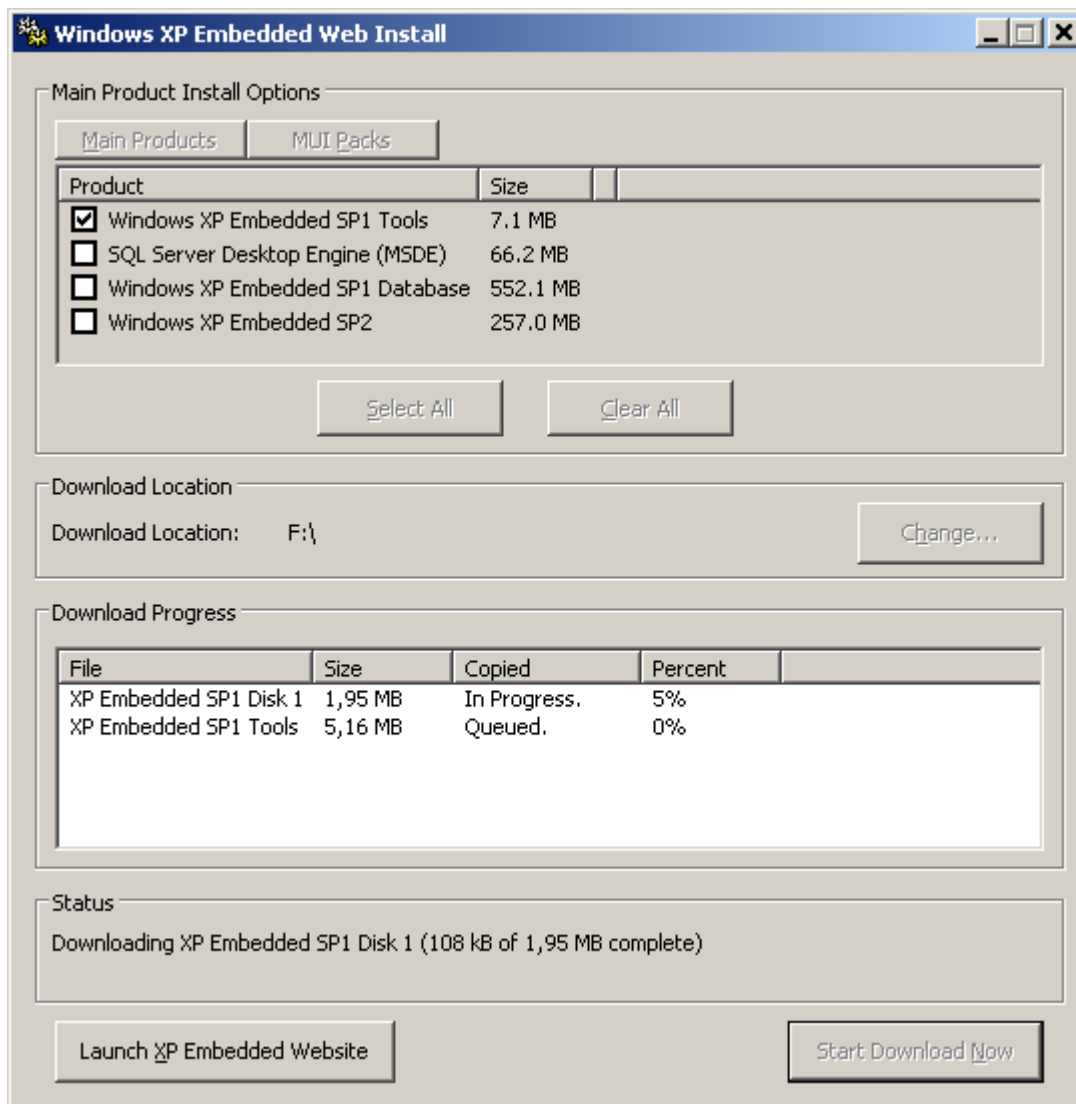 Windows XP Embedded Web Install
Main Product Install Options
Main Products MUI Packs
Product Size
Windows XP Embedded SP1 Tools 7.1 MB
SQL Server Desktop Engine (MSDE) 66.2 MB
Windows XP Embedded SP1 Database 552.1 MB
Windows XP Embedded SP2 257.0 MB
Select All Clear All
Download Location
Download Location: F:\
Change...
Download Progress
File Size Copied Percent
XP Embedded SP1 Disk 1 1,95 MB In Progress. 5%
XP Embedded SP1 Tools 5,16 MB Queued. 0%
Status
Downloading XP Embedded SP1 Disk 1 (108 kB of 1,95 MB complete)
Launch XP Embedded Website Start Download Now